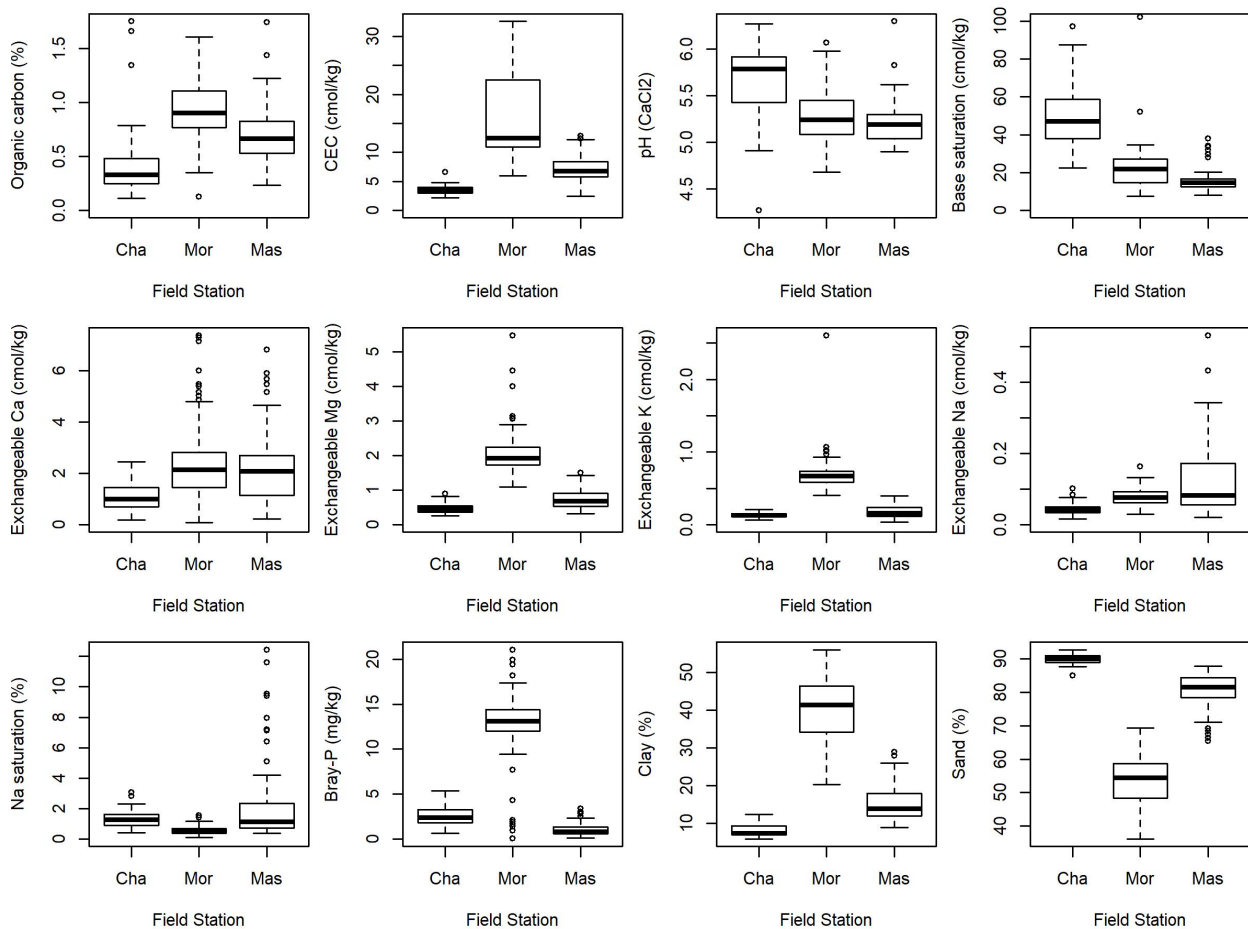 Organic carbon (%)
0.0 0.5 1.0 1.5
Cha Mor Mas
Field Station
CEC (cmol/kg)
0 5 10 20 30
Cha Mor Mas
Field Station
pH (CaCl2)
4.5 5.0 5.5 6.0
Cha Mor Mas
Field Station
Base saturation (cmol/kg)
0 20 40 60 80 100
Cha Mor Mas
Field Station
Exchangeable Ca (cmol/kg)
0 2 4 6
Cha Mor Mas
Field Station
Exchangeable Mg (cmol/kg)
0 1 2 3 4 5
Cha Mor Mas
Field Station
Exchangeable K (cmol/kg)
0.0 1.0 2.0
Cha Mor Mas
Field Station
Exchangeable Na (cmol/kg)
0.0 0.2 0.4
Cha Mor Mas
Field Station
Na saturation (%)
0 2 4 6 8 10
Cha Mor Mas
Field Station
Bray-P (mg/kg)
0 5 10 15 20
Cha Mor Mas
Field Station
Clay (%)
10 20 30 40 50
Cha Mor Mas
Field Station
Sand (%)
40 50 60 70 80 90
Cha Mor Mas
Field Station